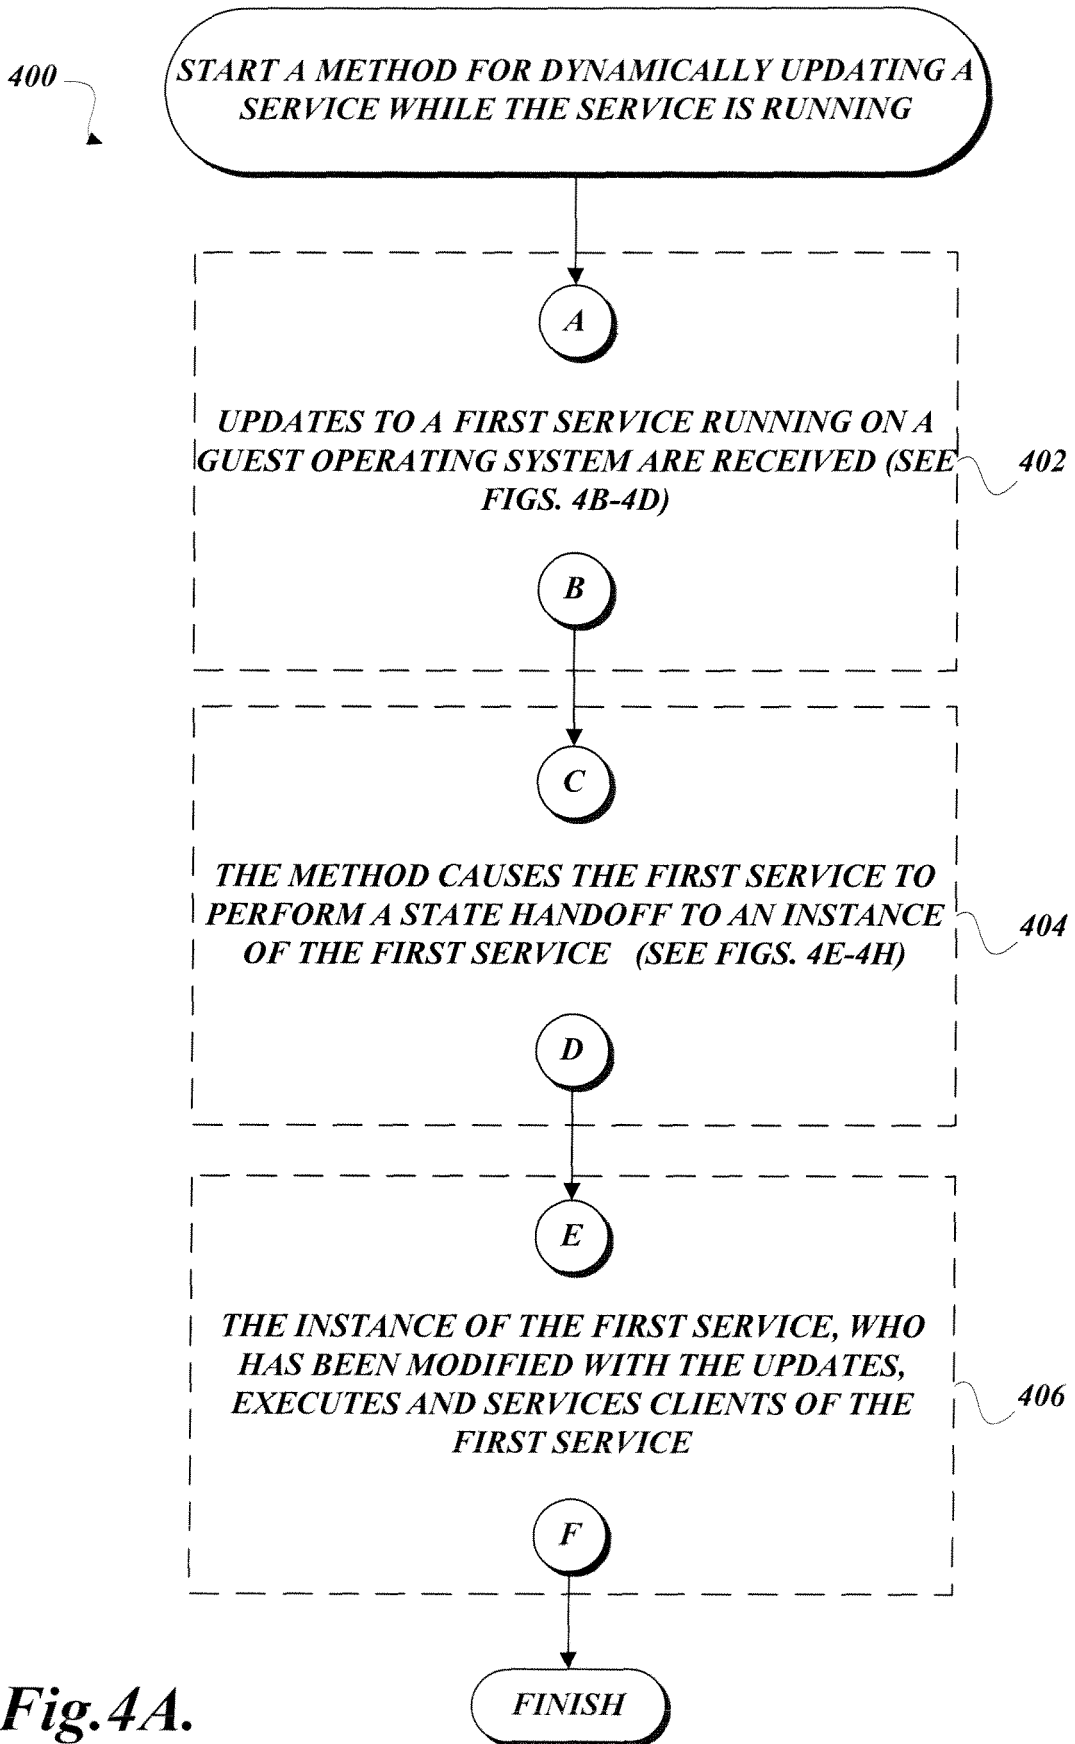 400
START A METHOD FOR DYNAMICALLY UPDATING A
SERVICE WHILE THE SERVICE IS RUNNING
A
UPDATES TO A FIRST SERVICE RUNNING ON A
GUEST OPERATING SYSTEM ARE RECEIVED (SEE
FIGS. 4B-4D)
402
B
C
THE METHOD CAUSES THE FIRST SERVICE TO
PERFORM A STATE HANDOFF TO AN INSTANCE
OF THE FIRST SERVICE (SEE FIGS. 4E-4H)
404
D
E
THE INSTANCE OF THE FIRST SERVICE, WHO
HAS BEEN MODIFIED WITH THE UPDATES,
EXECUTES AND SERVICES CLIENTS OF THE
FIRST SERVICE
406
F
FINISH
Fig.4A.